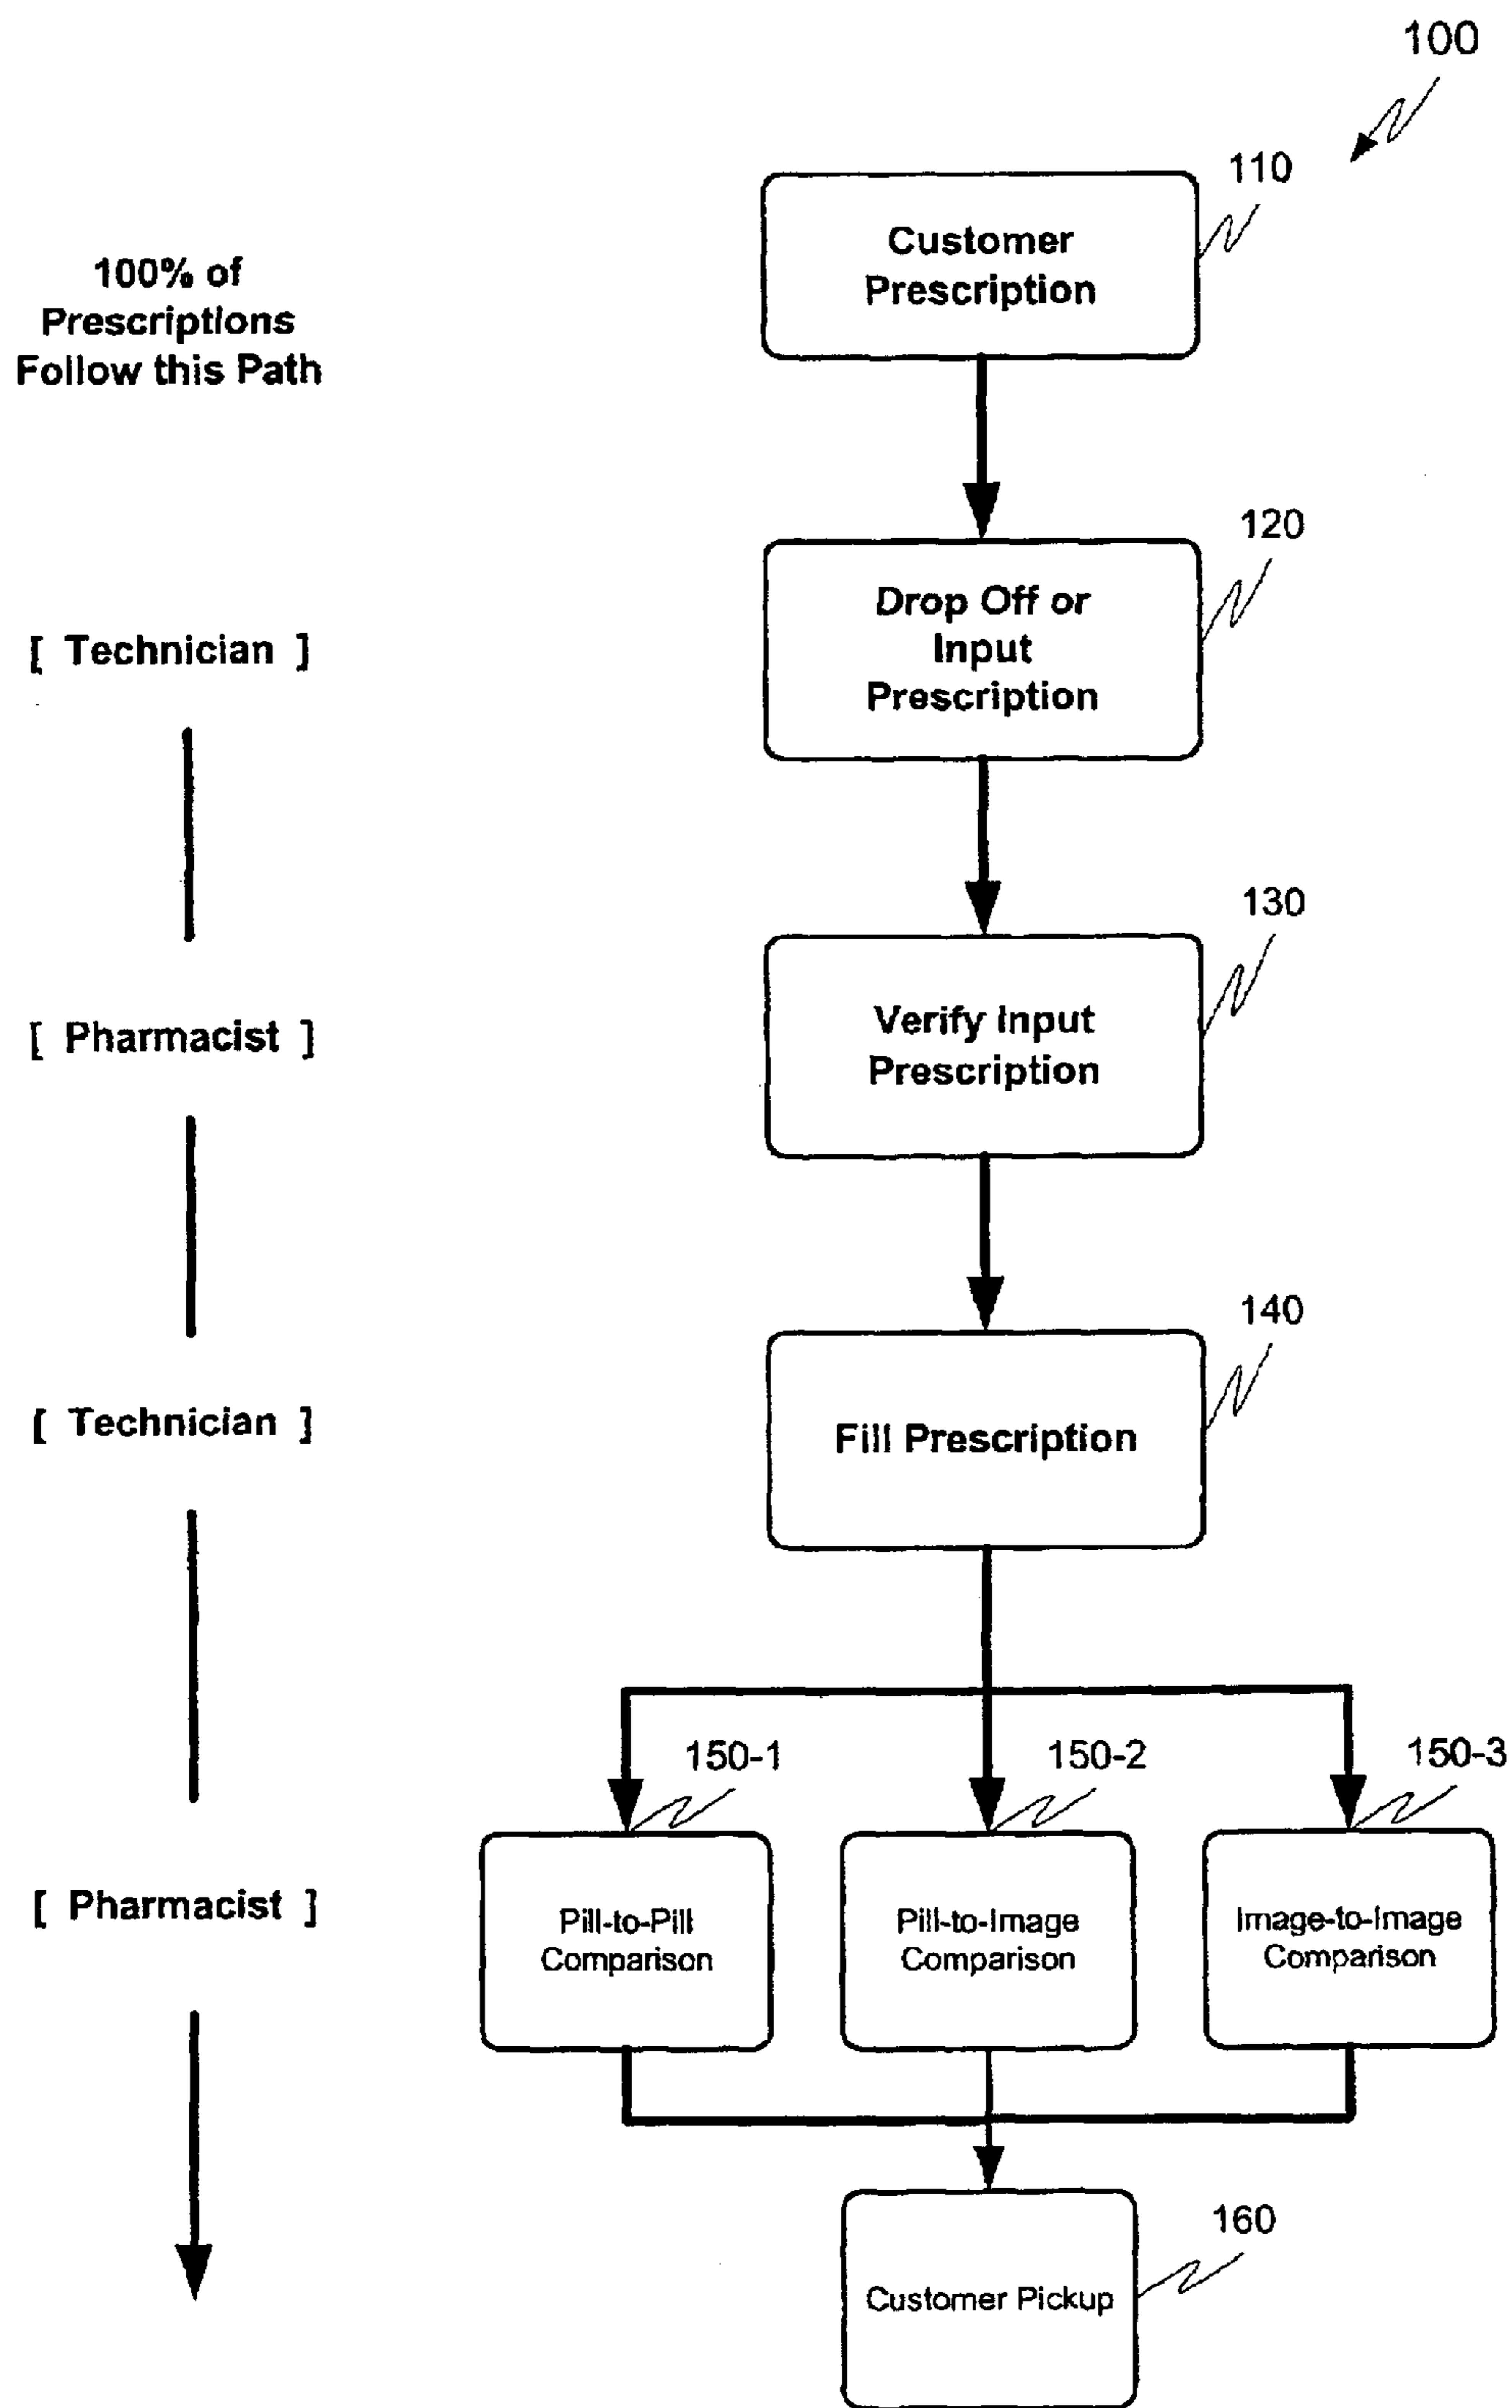 100
110
Customer
Prescription
100% of
Prescriptions
Follow this Path
120
Drop Off or
Input
Prescription
[ Technician ]
130
Verify Input
Prescription
[ Pharmacist ]
140
Fill Prescription
[ Technician ]
150-1
150-2
150-3
Pill-to-Pill
Comparison
Pill-to-Image
Comparison
Image-to-Image
Comparison
[ Pharmacist ]
160
Customer Pickup